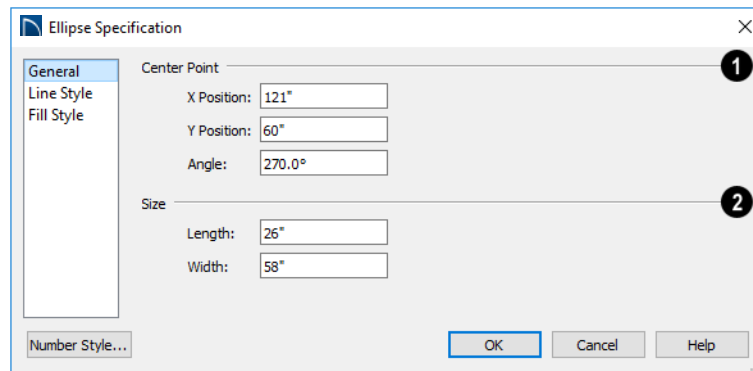 Ellipse Specification
General
Line Style
Fill Style
Center Point
1
X Position: 121"
Y Position: 60"
Angle: 270.0°
Size
2
Length: 26"
Width: 58"
Number Style... OK Cancel Help